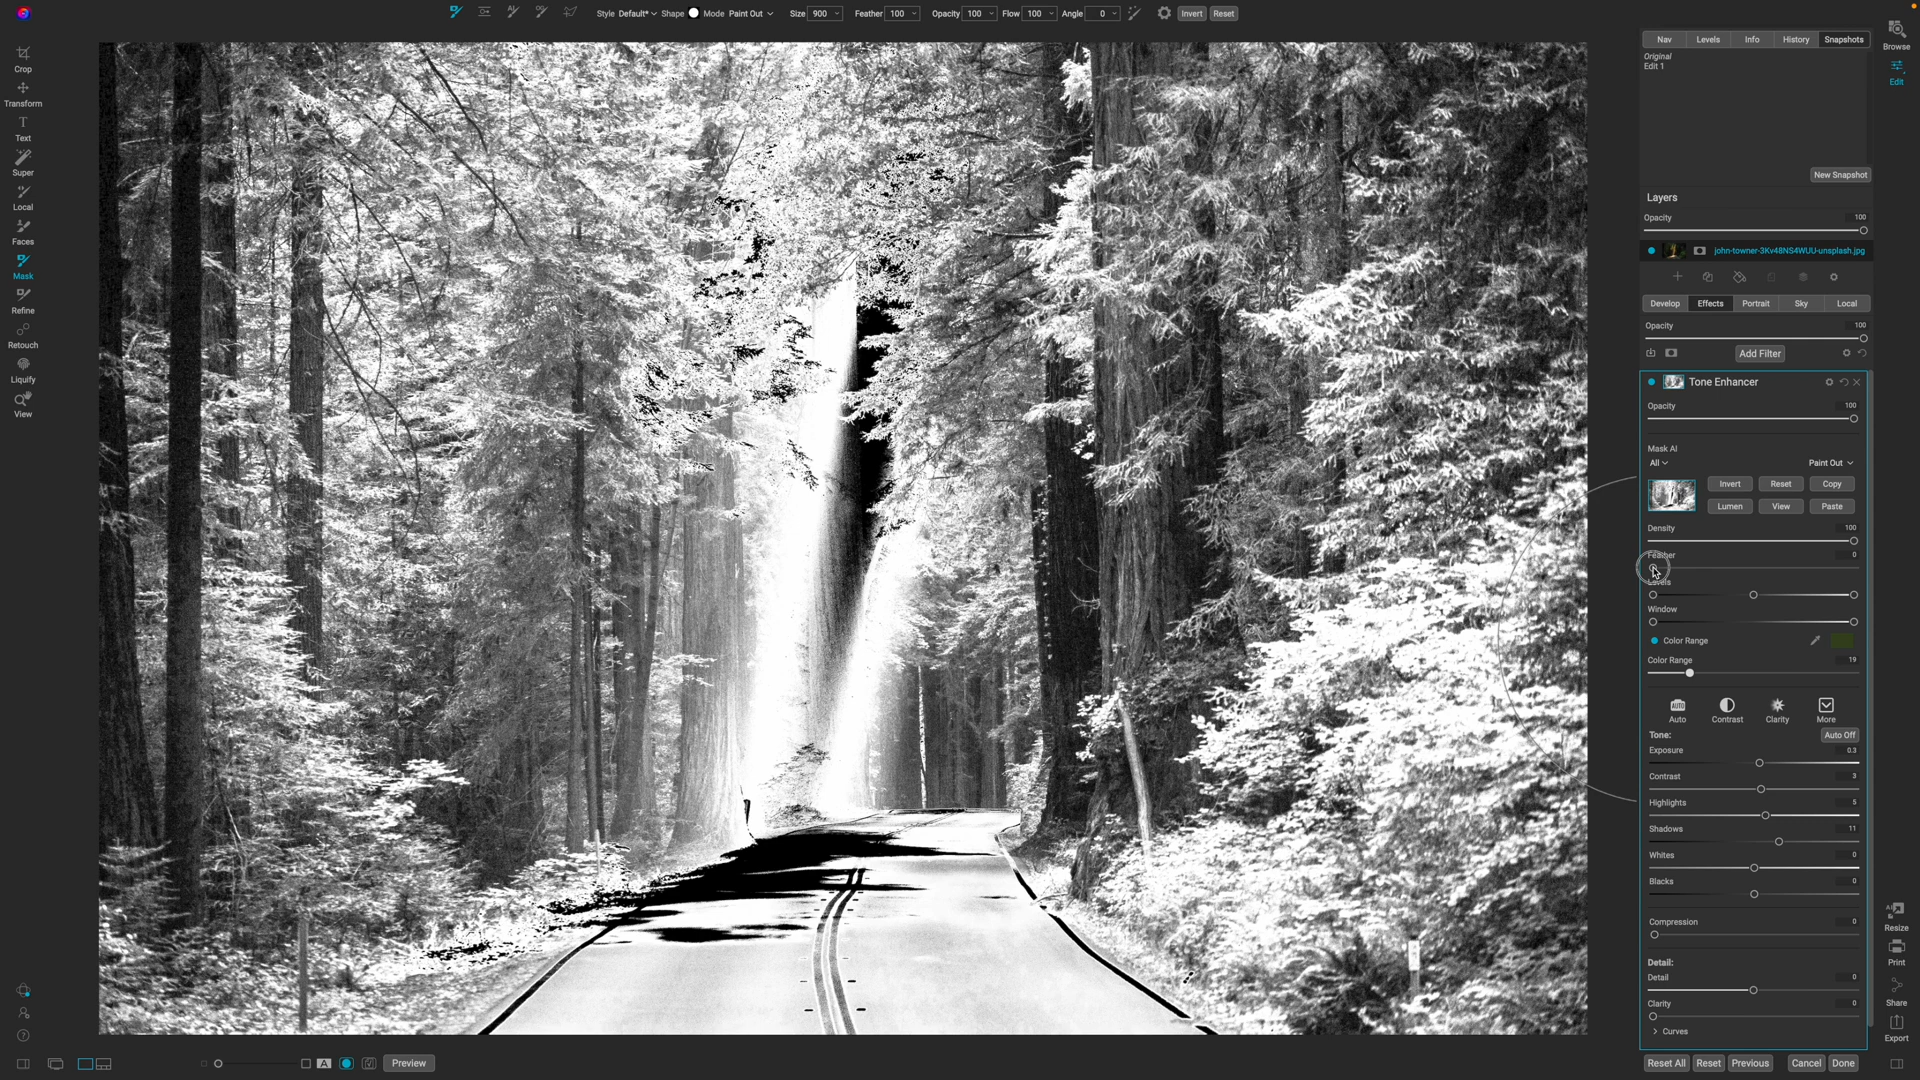 Style Default* Shape Mode Paint Out Size 900 Feather 100 Opacity 100 Flow 100 Angle 0 Invert Reset
Crop
Transform
Text
Super
Local
Faces
Mask
Refine
Retouch
Liquify
View
Preview
Nav Levels Info History Snapshots
Original
Edit 1
New Snapshot
Layers
Opacity 100
john-towner-3Kv48NS4WUU-unsplash.jpg
Develop Effects Portrait Sky Local
Opacity 100
Add Filter
Tone Enhancer
Opacity 100
Mask AI
All Paint Out
Invert Reset Copy
Lumen View Paste
Density 100
Feather 0
Levels
Window
Color Range
Color Range 19
AUTO
Auto Contrast Clarity More
Tone: Auto Off
Exposure 0.3
Contrast 3
Highlights 5
Shadows 11
Whites 0
Blacks 0
Compression 0
Detail:
Detail 0
Clarity 0
Curves
Reset All Reset Previous Cancel Done
Browse
Edit
Resize
Print
Share
Export
A
?
AI